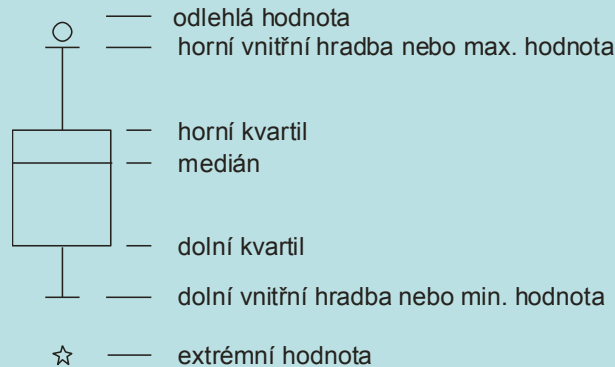 odlehlá hodnota
horní vnitřní hradba nebo max. hodnota
horní kvartil
medián
dolní kvartil
dolní vnitřní hradba nebo min. hodnota
extrémní hodnota